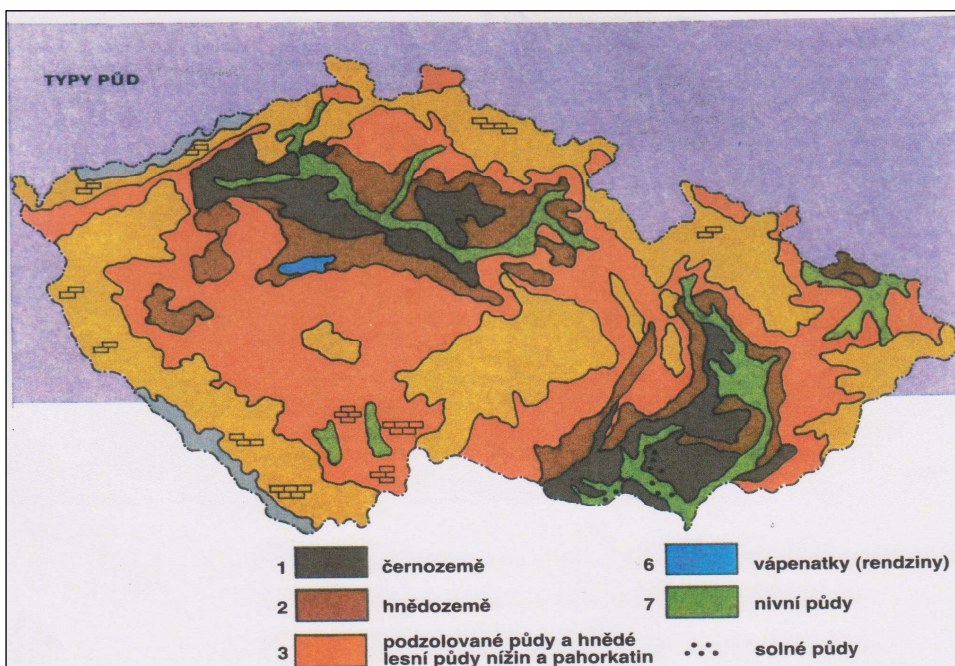 TYPY PŮD
1 černozemě
2 hnědozemě
3 podzolované půdy a hnědé
lesní půdy nížin a pahorkatin
6 vápenatky (rendziny)
7 nivní půdy
solné půdy